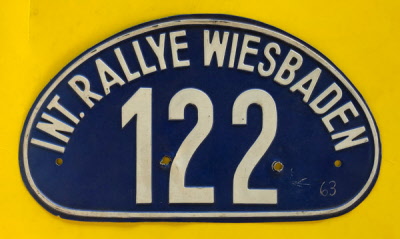 INT. RALLYE WIESBADEN
122
63